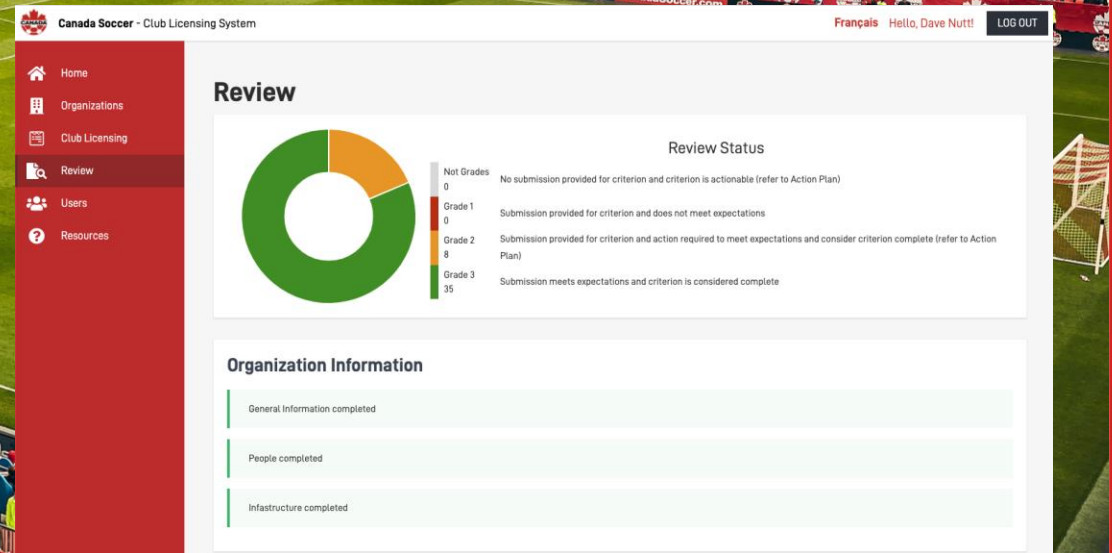 Soccer.com
CANADA
Canada Soccer - Club Licensing System
Français Hello, Dave Nutt! LOG OUT
Home
Organizations
Club Licensing
Review
Users
Resources
Review
Review Status
Not Grades
0
No submission provided for criterion and criterion is actionable (refer to Action Plan)
Grade 1
0
Submission provided for criterion and does not meet expectations
Grade 2
8
Submission provided for criterion and action required to meet expectations and consider criterion complete (refer to Action
Plan)
Grade 3
35
Submission meets expectations and criterion is considered complete
Organization Information
General Information completed
People completed
Infastructure completed